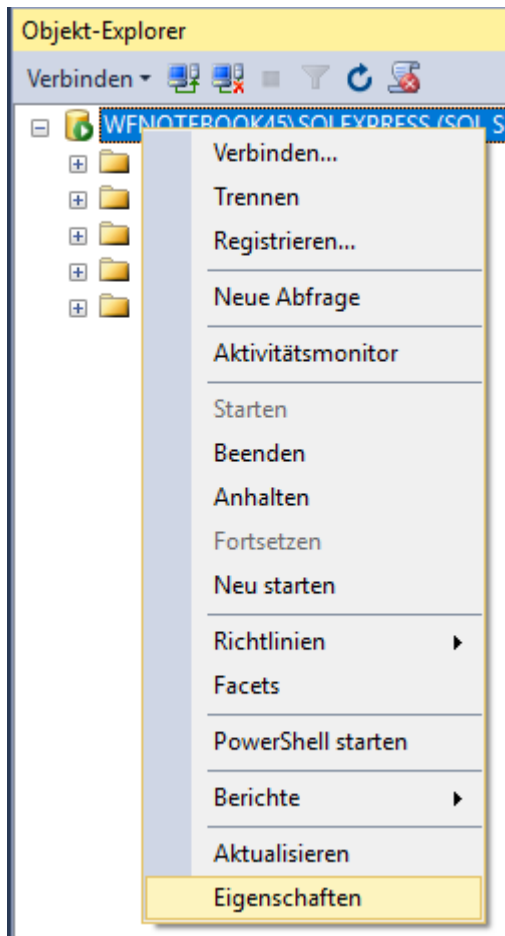 Objekt-Explorer
Verbinden
WFNOTEBOOK45\SQLEXPRESS (SQL S
Verbinden...
Trennen
Registrieren...
Neue Abfrage
Aktivitätsmonitor
Starten
Beenden
Anhalten
Fortsetzen
Neu starten
Richtlinien
Facets
PowerShell starten
Berichte
Aktualisieren
Eigenschaften